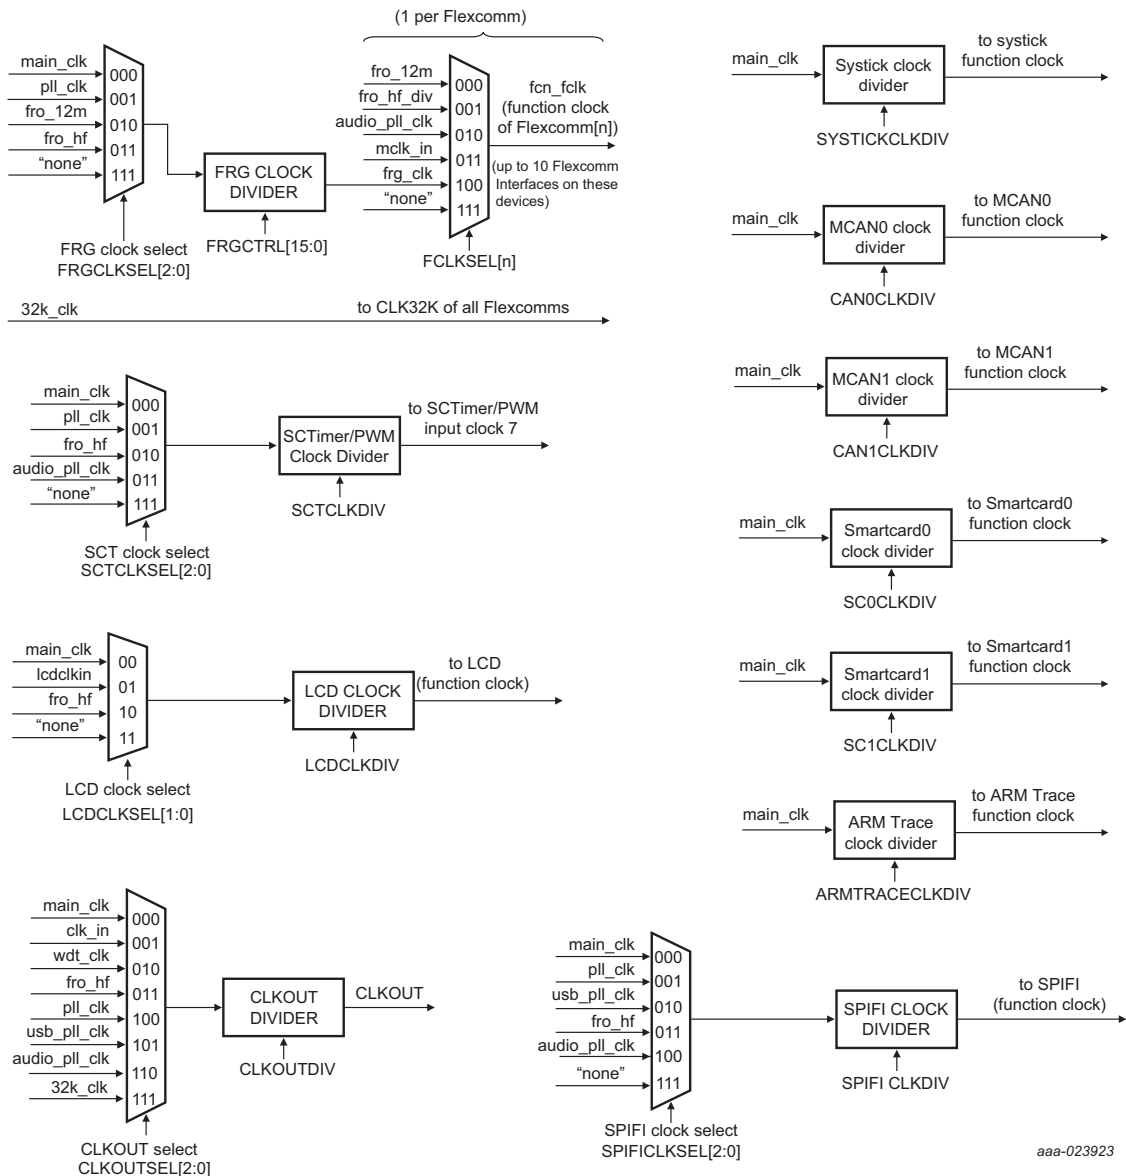 (1 per Flexcomm)
main_clk
pll_clk
fro_12m
fro_hf
“none”
000
001
010
011
111
FRG clock select
FRGCLKSEL[2:0]
FRG CLOCK
DIVIDER
FRGCTRL[15:0]
fro_12m
fro_hf_div
audio_pll_clk
mclk_in
frg_clk
“none”
000
001
010
011
100
111
FCLKSEL[n]
fcn_fclk
(function clock
of Flexcomm[n])
(up to 10 Flexcomm
Interfaces on these
devices)
32k_clk
to CLK32K of all Flexcomms
main_clk
pll_clk
fro_hf
audio_pll_clk
“none”
000
001
010
011
111
SCT clock select
SCTCLKSEL[2:0]
SCTimer/PWM
Clock Divider
SCTCLKDIV
to SCTimer/PWM
input clock 7
main_clk
lcdclkin
fro_hf
“none”
00
01
10
11
LCD clock select
LCDCLKSEL[1:0]
LCD CLOCK
DIVIDER
LCDCLKDIV
to LCD
(function clock)
main_clk
clk_in
wdt_clk
fro_hf
pll_clk
usb_pll_clk
audio_pll_clk
32k_clk
000
001
010
011
100
101
110
111
CLKOUT select
CLKOUTSEL[2:0]
CLKOUT
DIVIDER
CLKOUTDIV
CLKOUT
main_clk
Systick clock
divider
SYSTICKCLKDIV
to systick
function clock
main_clk
MCAN0 clock
divider
CAN0CLKDIV
to MCAN0
function clock
main_clk
MCAN1 clock
divider
CAN1CLKDIV
to MCAN1
function clock
main_clk
Smartcard0
clock divider
SC0CLKDIV
to Smartcard0
function clock
main_clk
Smartcard1
clock divider
SC1CLKDIV
to Smartcard1
function clock
main_clk
ARM Trace
clock divider
ARMTRACECLKDIV
to ARM Trace
function clock
main_clk
pll_clk
usb_pll_clk
fro_hf
audio_pll_clk
“none”
000
001
010
011
100
111
SPIFI clock select
SPIFICLKSEL[2:0]
SPIFI CLOCK
DIVIDER
SPIFI CLKDIV
to SPIFI
(function clock)
aaa-023923